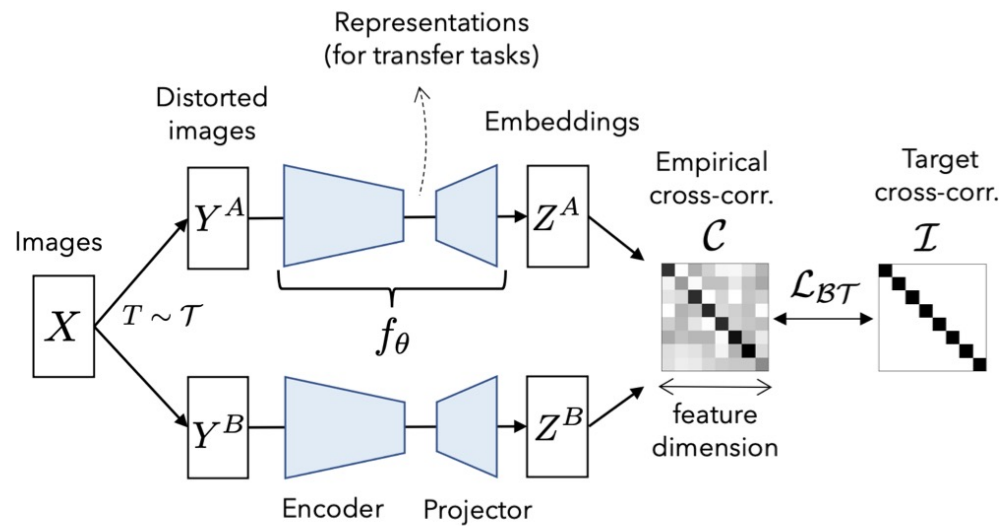 Representations
(for transfer tasks)
Distorted
images
Embeddings
Empirical
cross-corr.
Target
cross-corr.
Images
Y^A
Z^A
𝒞
ℐ
X
T ~ 𝒯
f_θ
ℒ_ℬ𝒯
Y^B
Z^B
feature
dimension
Encoder
Projector